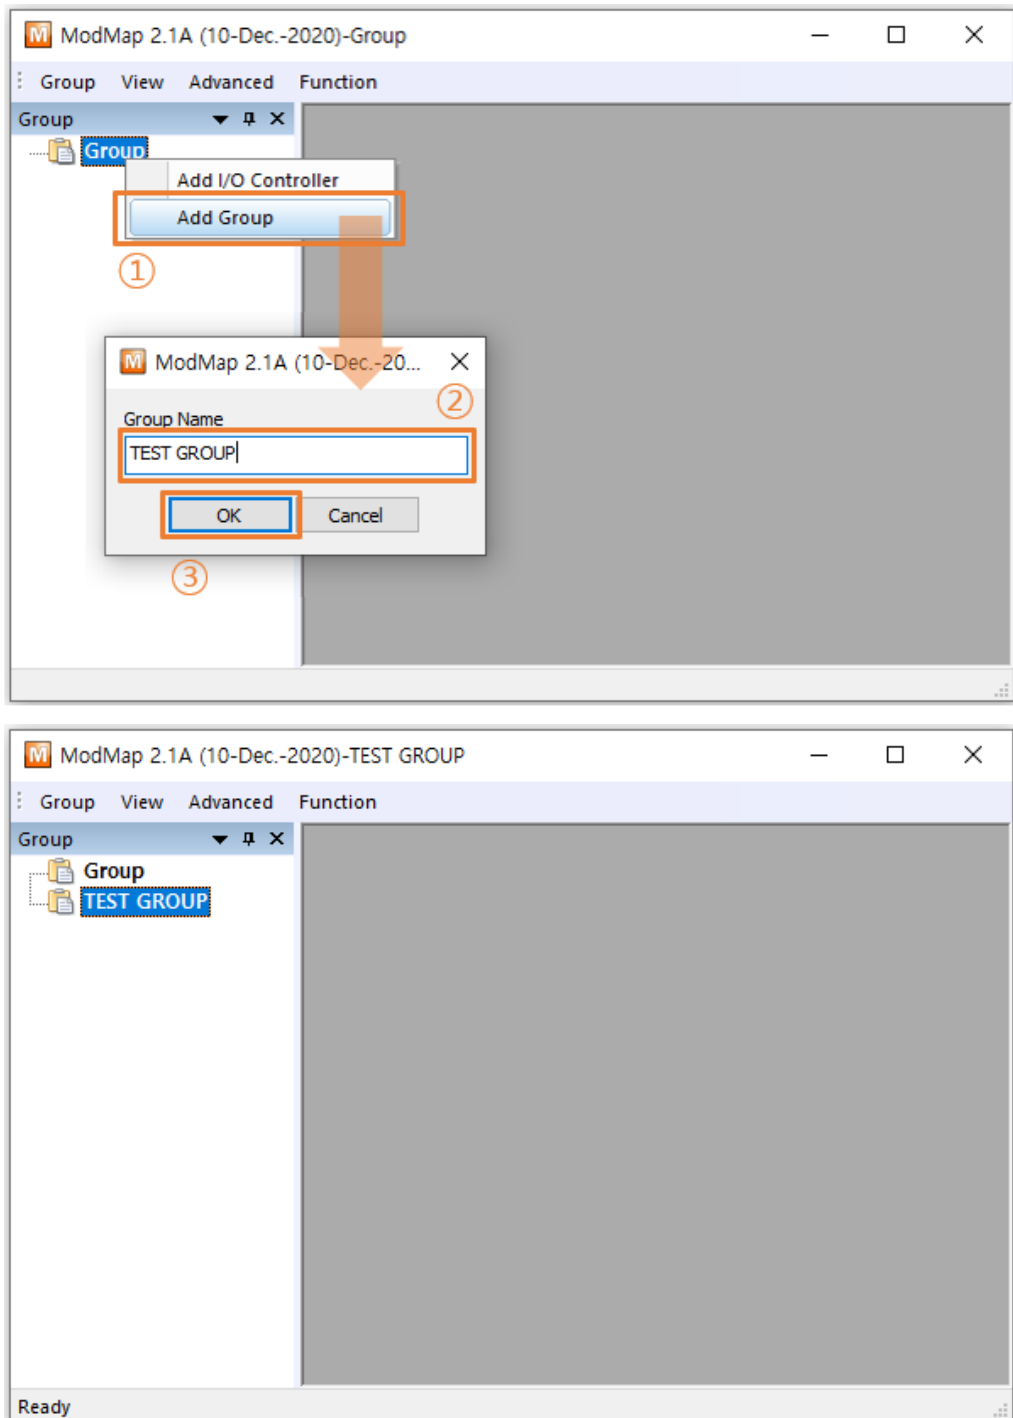 M ModMap 2.1A (10-Dec.-2020)-Group
Group View Advanced Function
Group
Group
Add I/O Controller
Add Group
①
M ModMap 2.1A (10-Dec.-20...
②
Group Name
TEST GROUP
OK Cancel
③
M ModMap 2.1A (10-Dec.-2020)-TEST GROUP
Group View Advanced Function
Group
Group
TEST GROUP
Ready